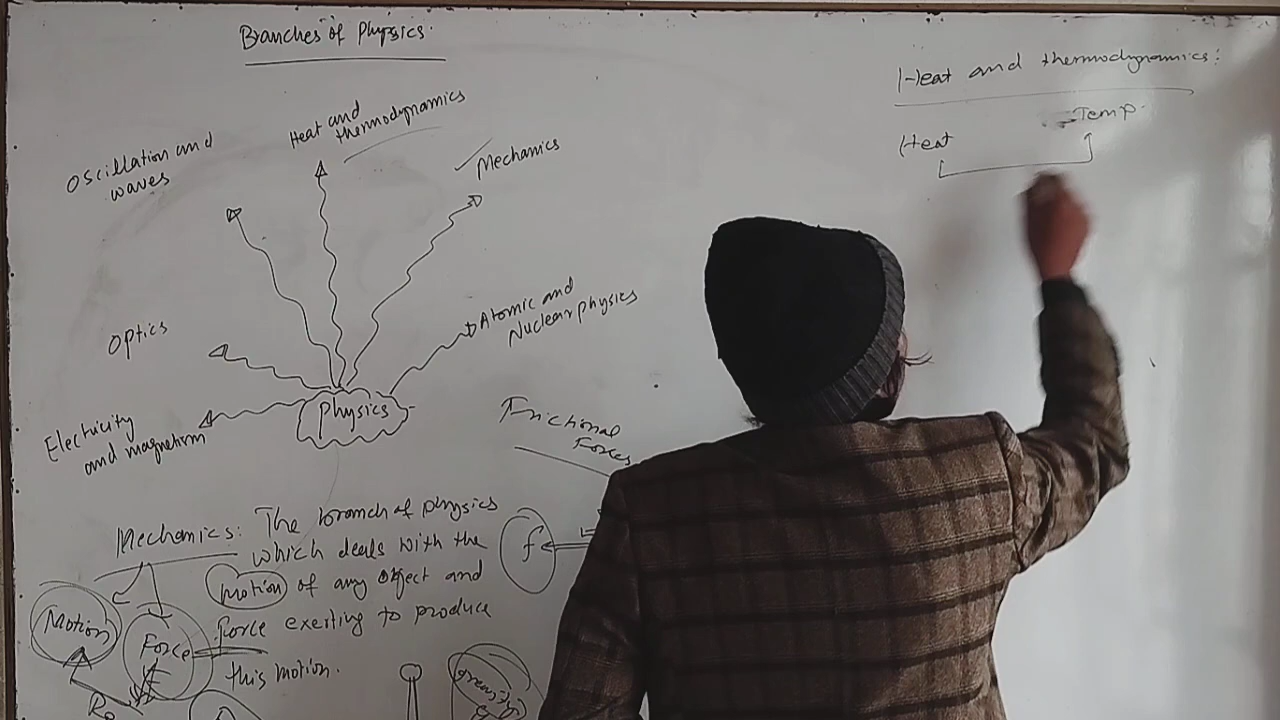 Branches of Physics.
Heat and thermodynamics:
Heat
Temp.
Oscillation and
waves
Heat and
thermodynamics
Mechanics
Optics
Atomic and
Nuclear physics
Electricity
and magnetism
Physics
Frictional
Forces
Mechanics: The branch of physics
which deals with the
motion of any object and
force exerting to produce
this motion.
f
Motion
Force